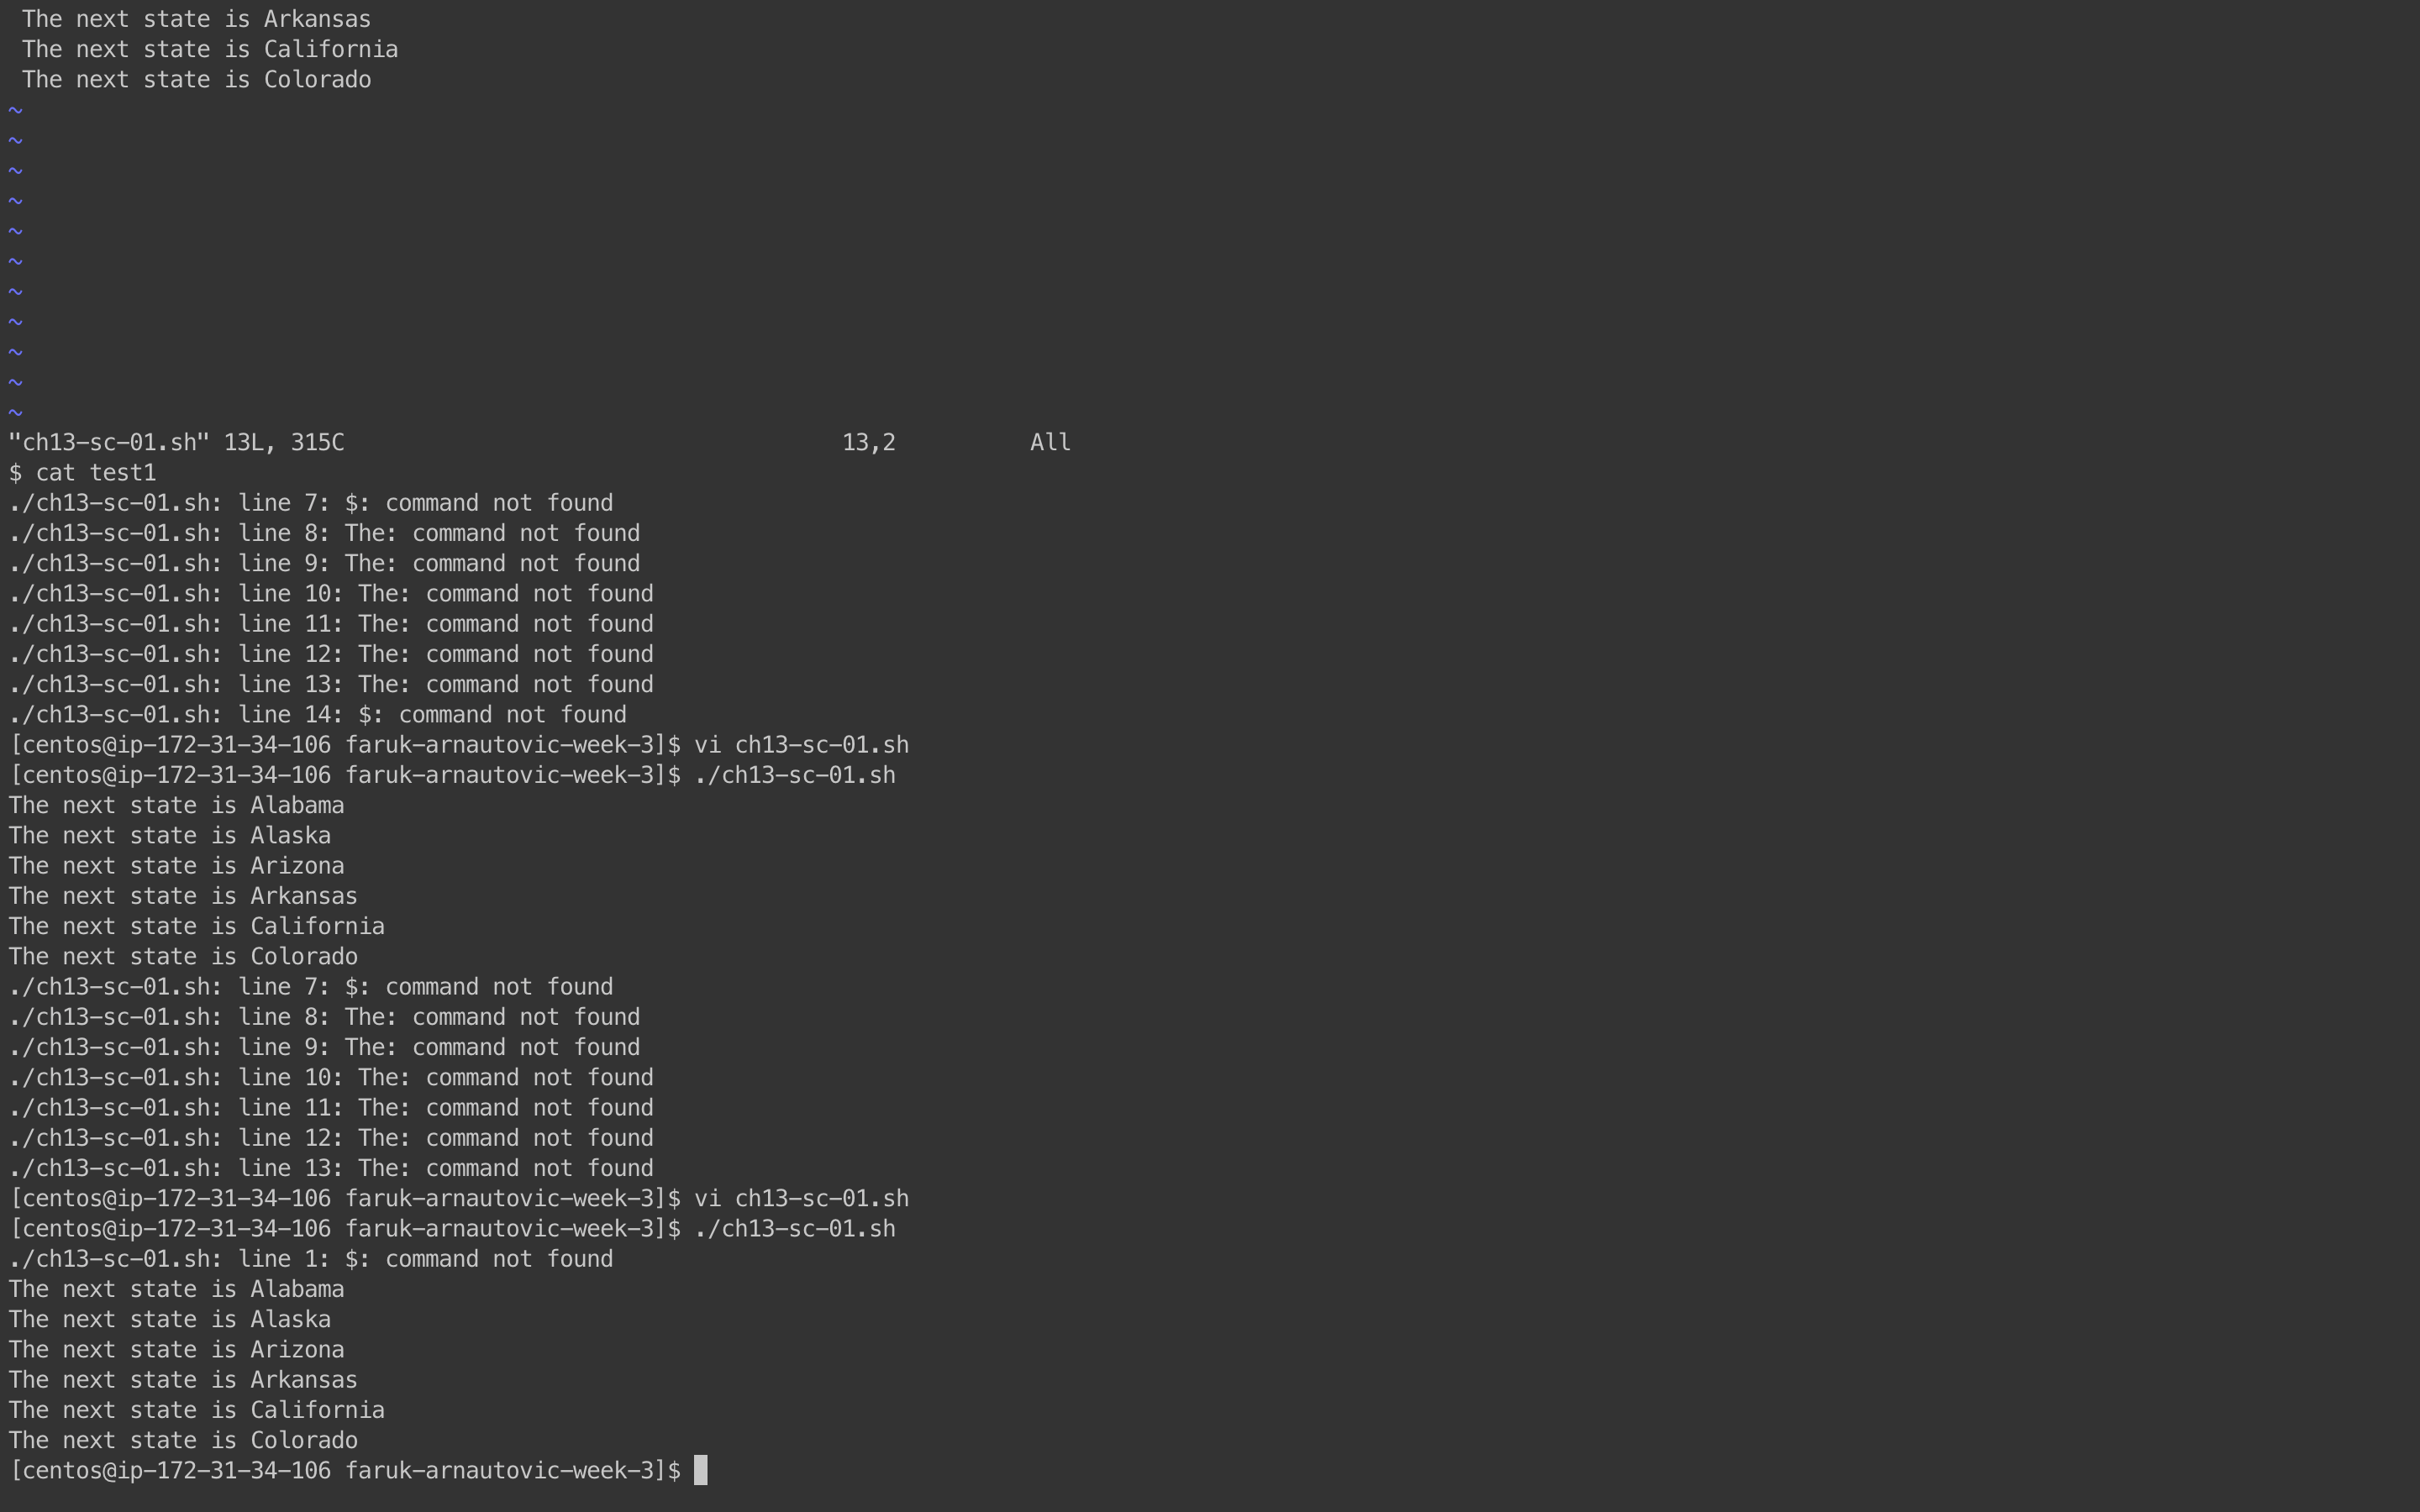 The next state is Arkansas
The next state is California
The next state is Colorado
~
~
~
~
~
~
~
~
~
~
~
"ch13-sc-01.sh" 13L, 315C 13,2 All
$ cat test1
./ch13-sc-01.sh: line 7: $: command not found
./ch13-sc-01.sh: line 8: The: command not found
./ch13-sc-01.sh: line 9: The: command not found
./ch13-sc-01.sh: line 10: The: command not found
./ch13-sc-01.sh: line 11: The: command not found
./ch13-sc-01.sh: line 12: The: command not found
./ch13-sc-01.sh: line 13: The: command not found
./ch13-sc-01.sh: line 14: $: command not found
[centos@ip-172-31-34-106 faruk-arnautovic-week-3]$ vi ch13-sc-01.sh
[centos@ip-172-31-34-106 faruk-arnautovic-week-3]$ ./ch13-sc-01.sh
The next state is Alabama
The next state is Alaska
The next state is Arizona
The next state is Arkansas
The next state is California
The next state is Colorado
./ch13-sc-01.sh: line 7: $: command not found
./ch13-sc-01.sh: line 8: The: command not found
./ch13-sc-01.sh: line 9: The: command not found
./ch13-sc-01.sh: line 10: The: command not found
./ch13-sc-01.sh: line 11: The: command not found
./ch13-sc-01.sh: line 12: The: command not found
./ch13-sc-01.sh: line 13: The: command not found
[centos@ip-172-31-34-106 faruk-arnautovic-week-3]$ vi ch13-sc-01.sh
[centos@ip-172-31-34-106 faruk-arnautovic-week-3]$ ./ch13-sc-01.sh
./ch13-sc-01.sh: line 1: $: command not found
The next state is Alabama
The next state is Alaska
The next state is Arizona
The next state is Arkansas
The next state is California
The next state is Colorado
[centos@ip-172-31-34-106 faruk-arnautovic-week-3]$